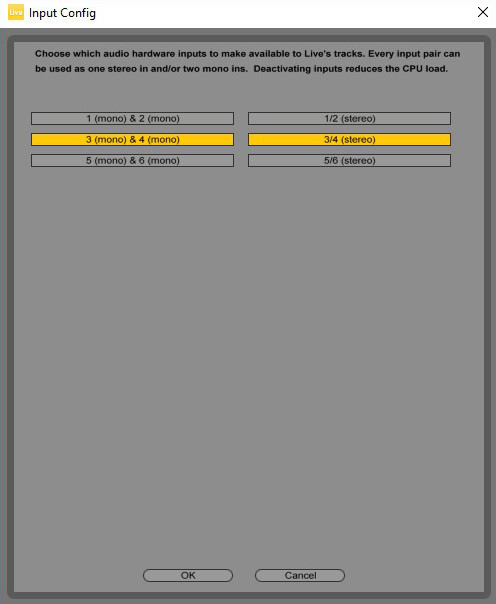 Live Input Config
Choose which audio hardware inputs to make available to Live's tracks. Every input pair can
be used as one stereo in and/or two mono ins.  Deactivating inputs reduces the CPU load.
1 (mono) & 2 (mono) 1/2 (stereo)
3 (mono) & 4 (mono) 3/4 (stereo)
5 (mono) & 6 (mono) 5/6 (stereo)
OK Cancel